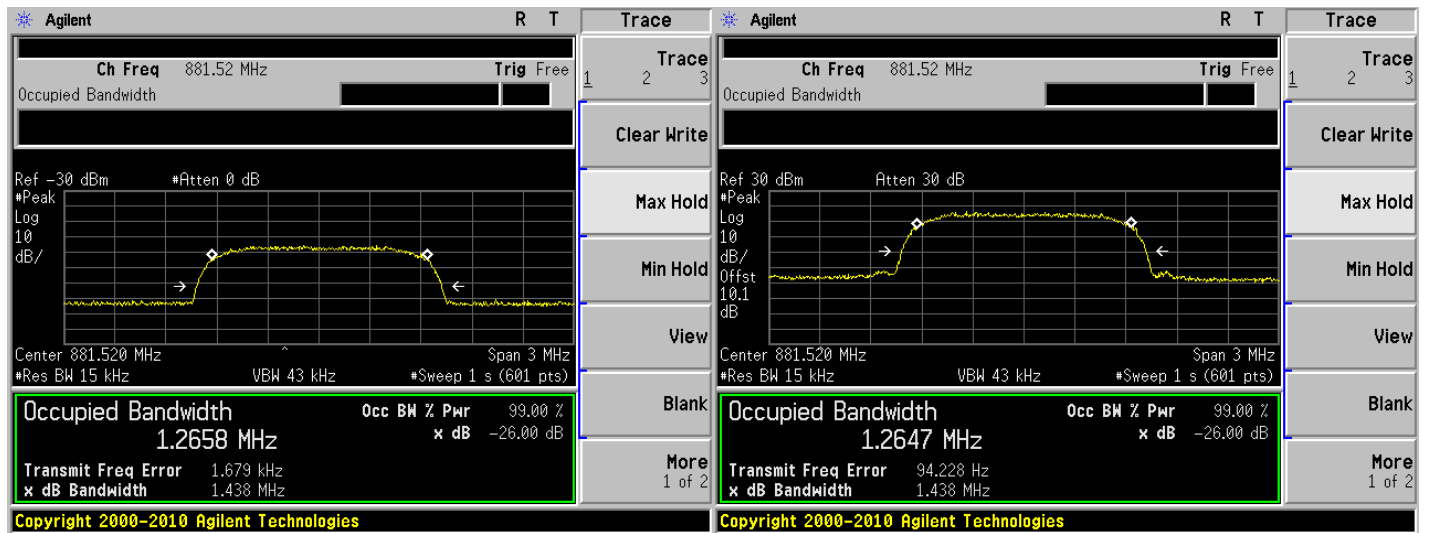 Agilent R T Trace
Ch Freq 881.52 MHz Trig Free
Occupied Bandwidth
Trace
1 2 3
Clear Write
Ref -30 dBm #Atten 0 dB
#Peak
Log
10
dB/
Max Hold
Min Hold
View
Center 881.520 MHz Span 3 MHz
#Res BW 15 kHz VBW 43 kHz #Sweep 1 s (601 pts)
Occupied Bandwidth Occ BW % Pwr 99.00 %
1.2658 MHz x dB -26.00 dB
Blank
Transmit Freq Error 1.679 kHz
x dB Bandwidth 1.438 MHz
More
1 of 2
Copyright 2000-2010 Agilent Technologies
Agilent R T Trace
Ch Freq 881.52 MHz Trig Free
Occupied Bandwidth
Trace
1 2 3
Clear Write
Ref 30 dBm Atten 30 dB
#Peak
Log
10
dB/
Offst
10.1
dB
Max Hold
Min Hold
View
Center 881.520 MHz Span 3 MHz
#Res BW 15 kHz VBW 43 kHz #Sweep 1 s (601 pts)
Occupied Bandwidth Occ BW % Pwr 99.00 %
1.2647 MHz x dB -26.00 dB
Blank
Transmit Freq Error 94.228 Hz
x dB Bandwidth 1.438 MHz
More
1 of 2
Copyright 2000-2010 Agilent Technologies